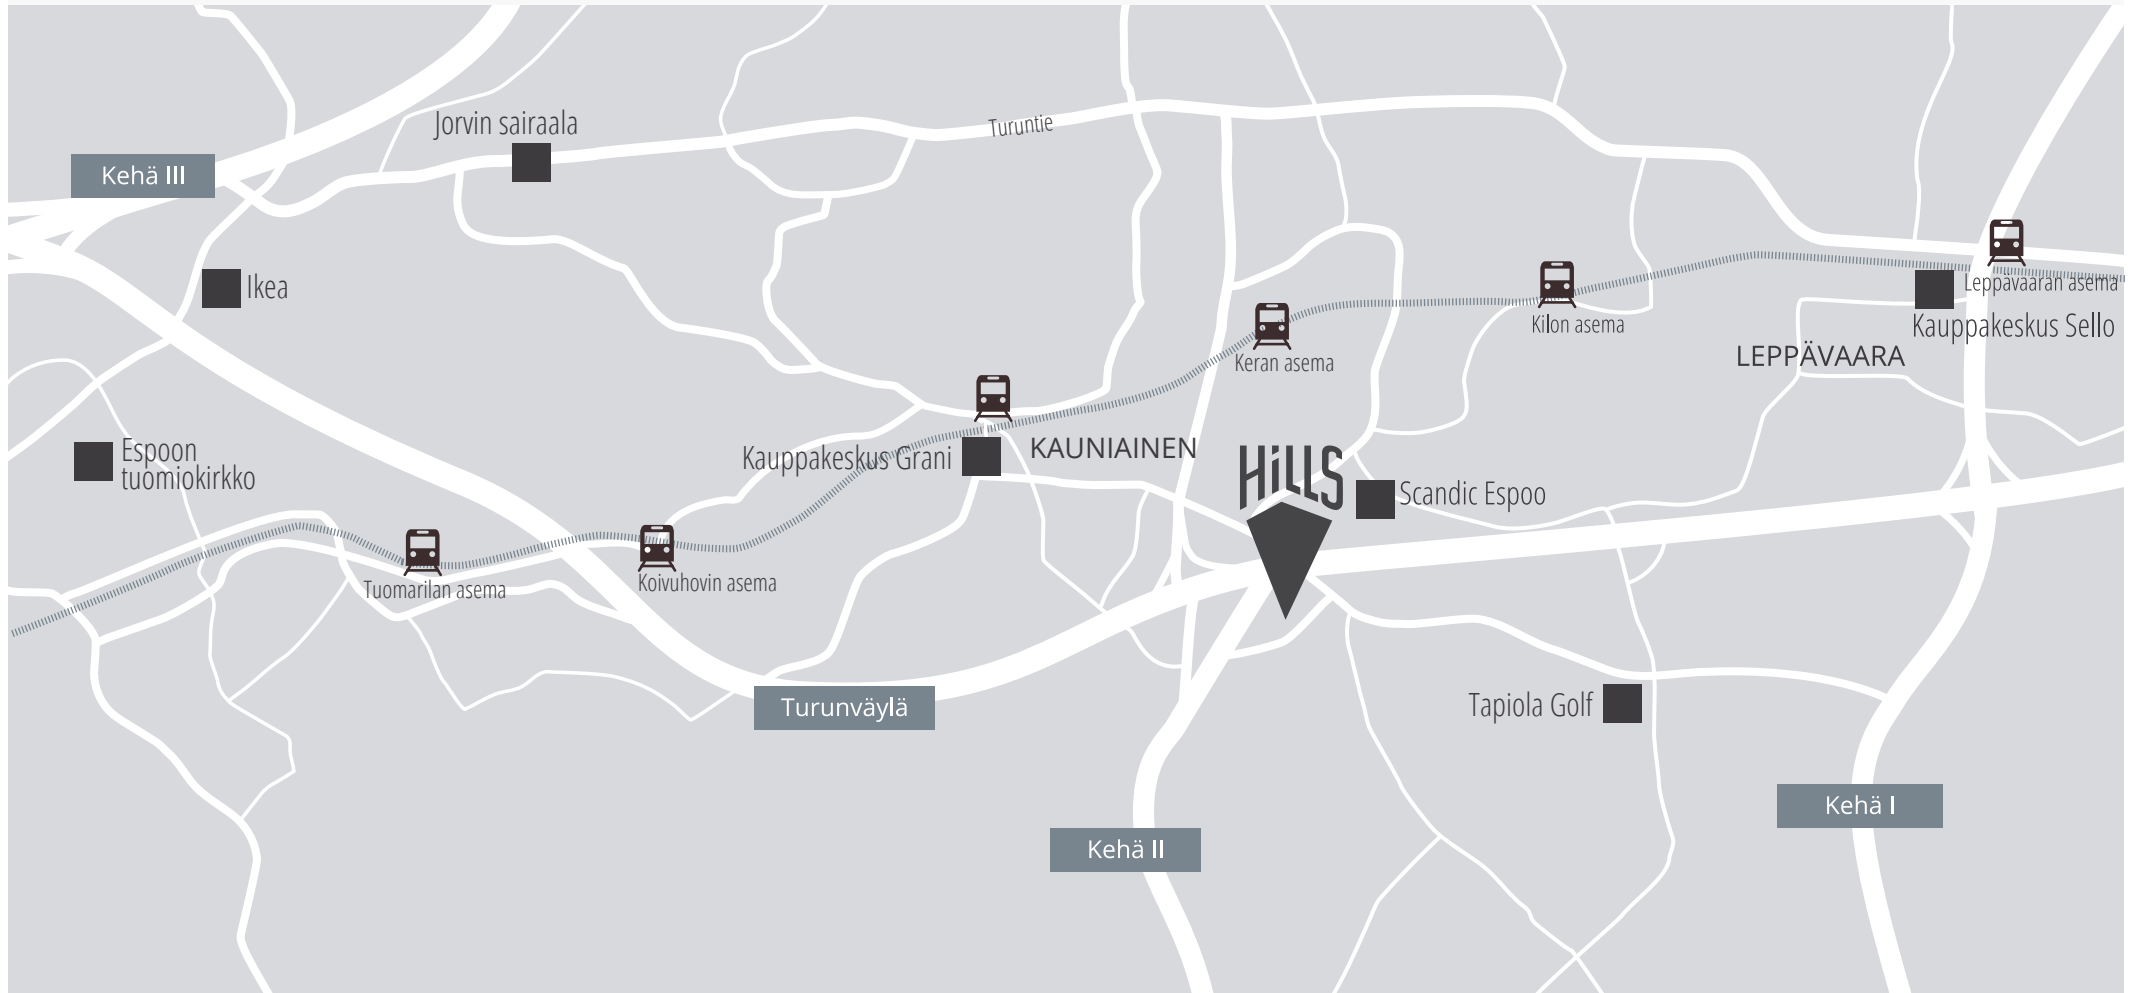 Jorvin sairaala
Turuntie
Kehä III
Ikea
Leppävaaran asema
Kauppakeskus Sello
Kilon asema
LEPPÄVAARA
Keran asema
Espoon
tuomiokirkko
Kauppakeskus Grani
KAUNIAINEN
HiLLS
Scandic Espoo
Tuomarilan asema
Koivuhovin asema
Turunväylä
Tapiola Golf
Kehä I
Kehä II